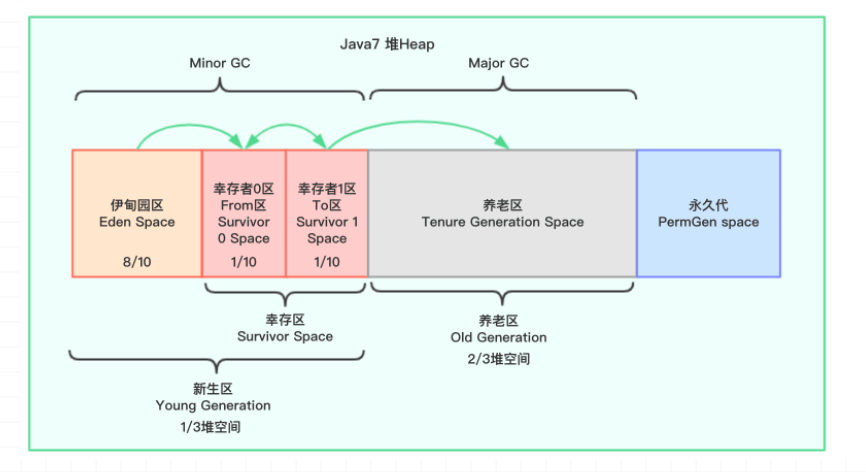 Java7 堆Heap
Minor GC
Major GC
伊甸园区
Eden Space
8/10
幸存者0区
From区
Survivor
0 Space
1/10
幸存者1区
To区
Survivor 1
Space
1/10
养老区
Tenure Generation Space
永久代
PermGen space
幸存区
Survivor Space
养老区
Old Generation
2/3堆空间
新生区
Young Generation
1/3堆空间